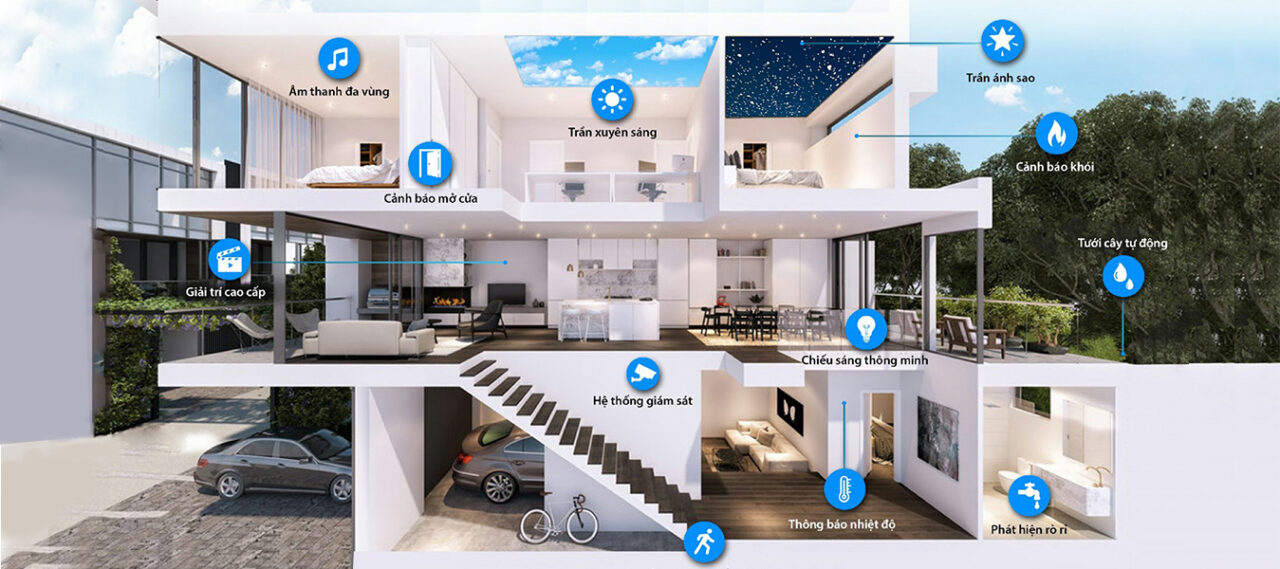 Âm thanh đa vùng
Trần xuyên sáng
Trần ánh sao
Cảnh báo khói
Cảnh báo mở cửa
Tưới cây tự động
Giải trí cao cấp
Chiếu sáng thông minh
Hệ thống giám sát
Thông báo nhiệt độ
Phát hiện rò rỉ